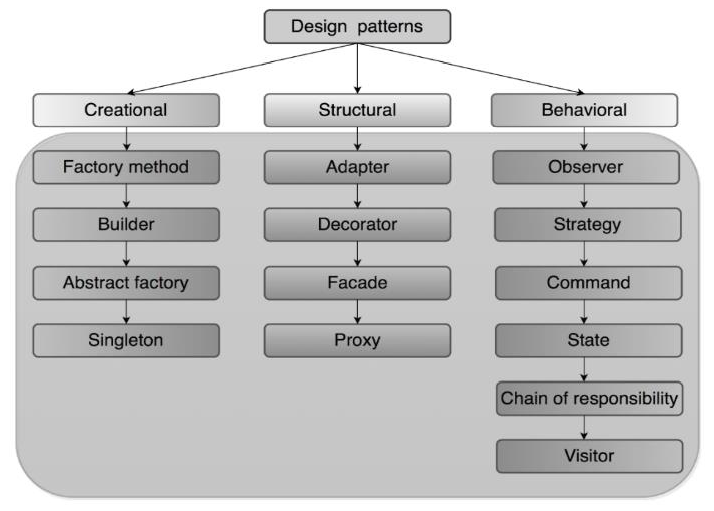 Design patterns
Creational
Structural
Behavioral
Factory method
Adapter
Observer
Builder
Decorator
Strategy
Abstract factory
Facade
Command
Singleton
Proxy
State
Chain of responsibility
Visitor